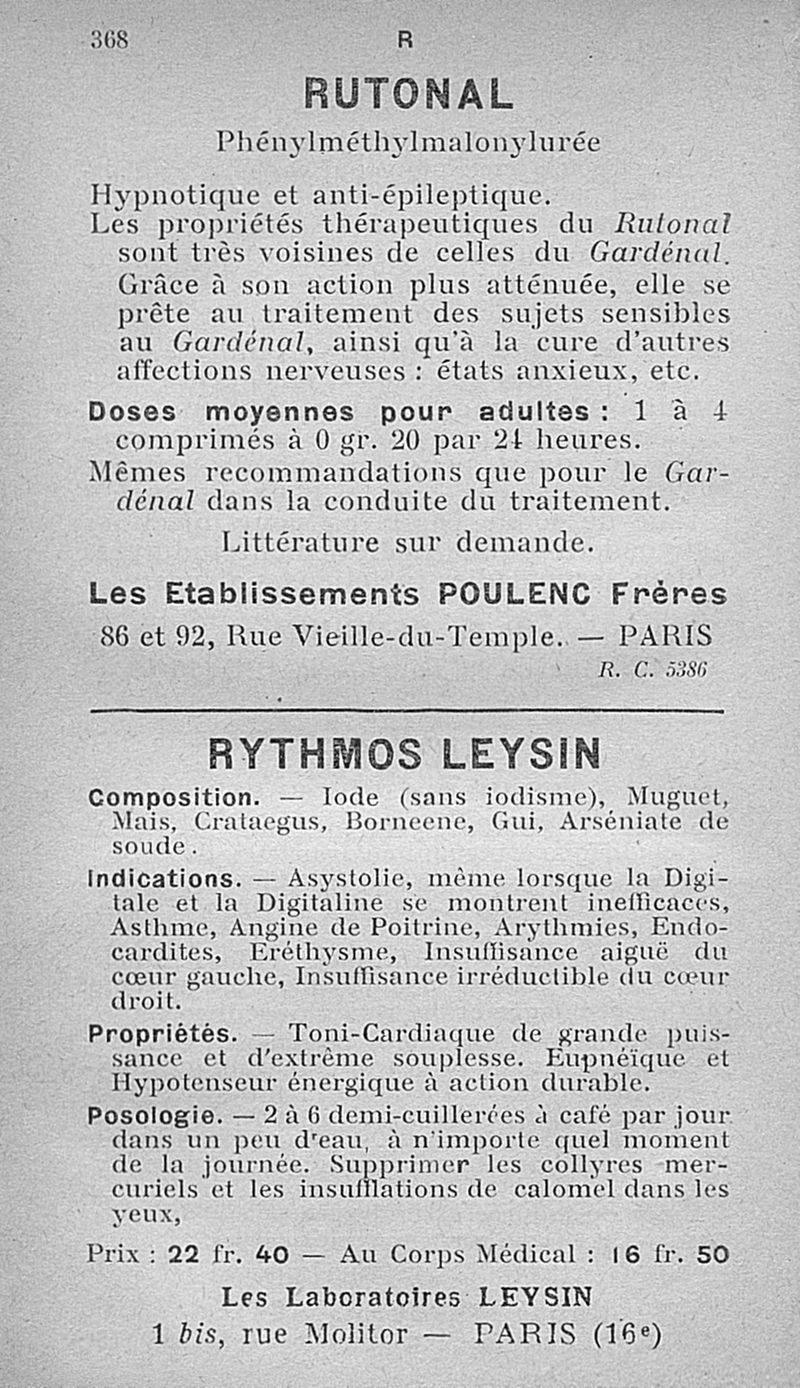 368
R
RUTONAL
Phénylméthylmalonylurée
Hypnotique et anti-épileptique.
Les propriétés thérapeutiques du Rutonal
sont très voisines de celles du Gardénal.
Grâce à son action plus atténuée, elle se
prête au traitement des sujets sensibles
au Gardénal, ainsi qu'à la cure d'autres
affections nerveuses : états anxieux, etc.
Doses moyennes pour adultes : 1 à 4
comprimés à 0 gr. 20 par 24 heures.
Mêmes recommandations que pour le Gar-
dénal dans la conduite du traitement.
Littérature sur demande.
Les Etablissements POULENC Frères
86 et 92, Rue Vieille-du-Temple. — PARIS
R. C. 5386
RYTHMOS LEYSIN
Composition. — Iode (sans iodisme), Muguet,
Mais, Crataegus, Borneene, Gui, Arséniate de
soude.
Indications. — Asystolie, même lorsque la Digi-
tale et la Digitaline se montrent inefficaces,
Asthme, Angine de Poitrine, Arythmies, Endo-
cardites, Eréthysme, Insuffisance aiguë du
cœur gauche, Insuffisance irréductible du cœur
droit.
Propriétés. — Toni-Cardiaque de grande puis-
sance et d'extrême souplesse. Eupnéïque et
Hypotenseur énergique à action durable.
Posologie. — 2 à 6 demi-cuillerées à café par jour
dans un peu d'eau, à n'importe quel moment
de la journée. Supprimer les collyres mer-
curiels et les insufflations de calomel dans les
yeux,
Prix : 22 fr. 40 — Au Corps Médical : 16 fr. 50
Les Laboratoires LEYSIN
1 bis, rue Molitor — PARIS (16e)